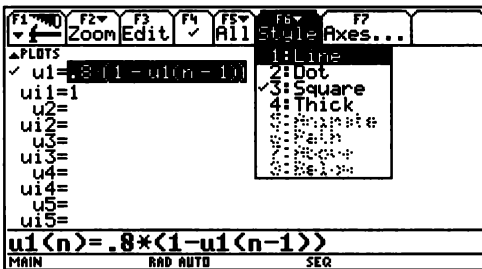 F1 F2 Zoom F3 Edit F4 ✓ F5 All F6 Style F7 Axes...
▲PLOTS
✓ u1=.8·(1 - u1(n - 1))
ui1=1
u2=
ui2=
u3=
ui3=
u4=
ui4=
u5=
ui5=
1:Line
2:Dot
✓3:Square
4:Thick
u1(n)=.8*(1-u1(n-1))
MAIN RAD AUTO SEQ